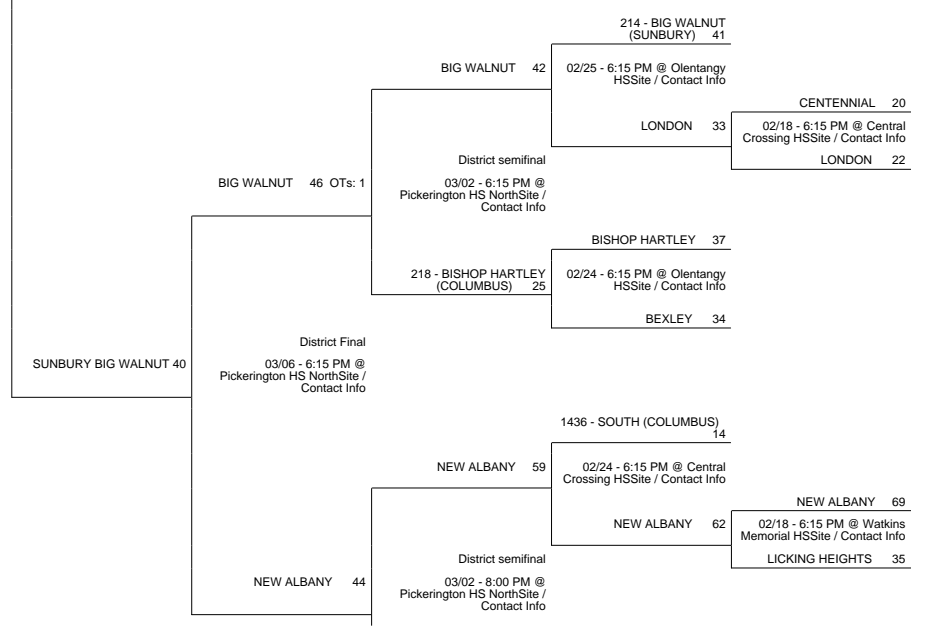 214 - BIG WALNUT
(SUNBURY) 41
BIG WALNUT 42
02/25 - 6:15 PM @ Olentangy
HSSite / Contact Info
CENTENNIAL 20
LONDON 33
02/18 - 6:15 PM @ Central
Crossing HSSite / Contact Info
District semifinal
LONDON 22
BIG WALNUT 46 OTs: 1
03/02 - 6:15 PM @
Pickerington HS NorthSite /
Contact Info
BISHOP HARTLEY 37
218 - BISHOP HARTLEY
(COLUMBUS) 25
02/24 - 6:15 PM @ Olentangy
HSSite / Contact Info
BEXLEY 34
District Final
SUNBURY BIG WALNUT 40
03/06 - 6:15 PM @
Pickerington HS NorthSite /
Contact Info
1436 - SOUTH (COLUMBUS)
14
NEW ALBANY 59
02/24 - 6:15 PM @ Central
Crossing HSSite / Contact Info
NEW ALBANY 69
NEW ALBANY 62
02/18 - 6:15 PM @ Watkins
Memorial HSSite / Contact Info
District semifinal
LICKING HEIGHTS 35
NEW ALBANY 44
03/02 - 8:00 PM @
Pickerington HS NorthSite /
Contact Info